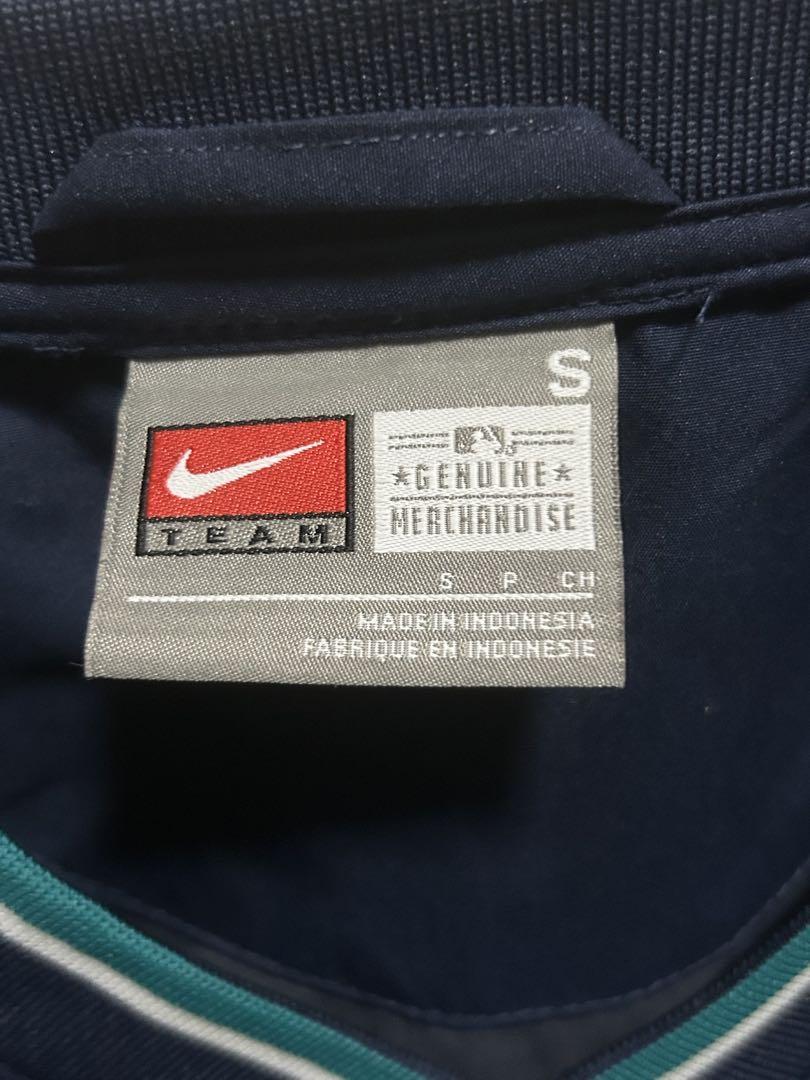 S
TEAM
GENUINE
MERCHANDISE
S P CH
MADE IN INDONESIA
FABRIQUE EN INDONESIE